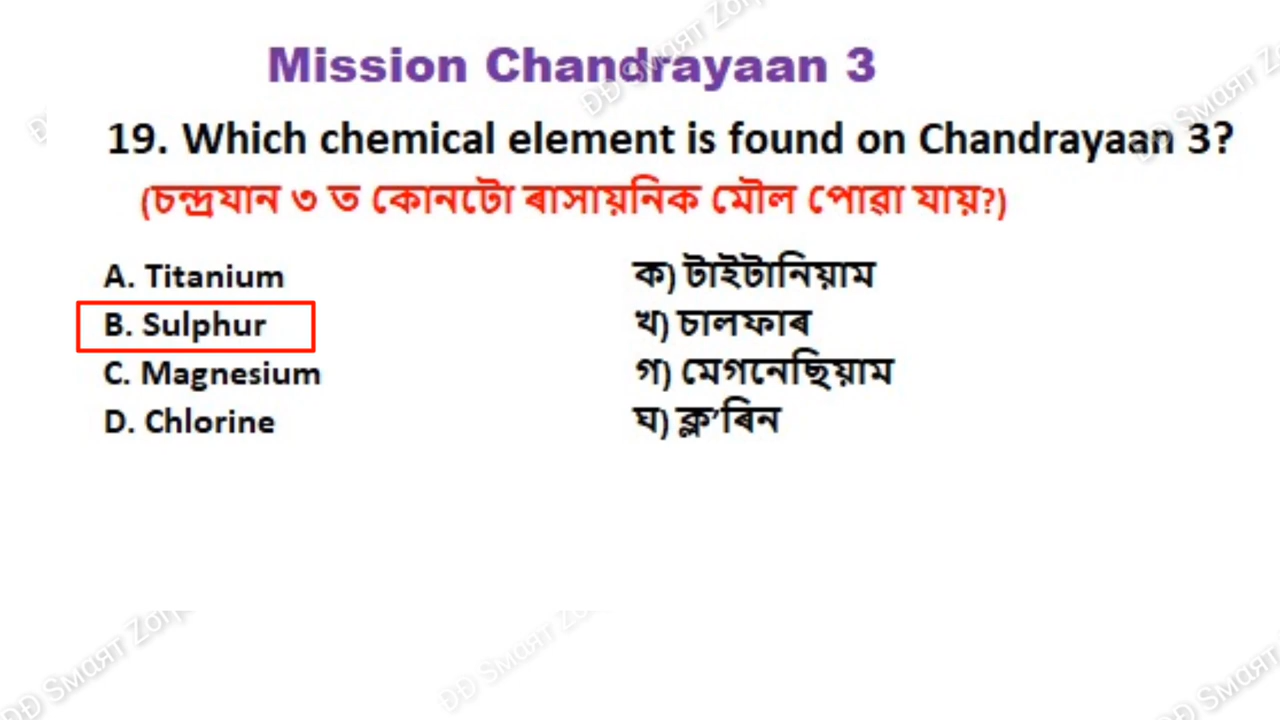 Mission Chandrayaan 3
19. Which chemical element is found on Chandrayaan 3?
(চন্দ্ৰযান ৩ ত কোনটো ৰাসায়নিক মৌল পোৱা যায়?)
A. Titanium
ক) টাইটানিয়াম
B. Sulphur
খ) চালফাৰ
C. Magnesium
গ) মেগনেছিয়াম
D. Chlorine
ঘ) ক্ল’ৰিন